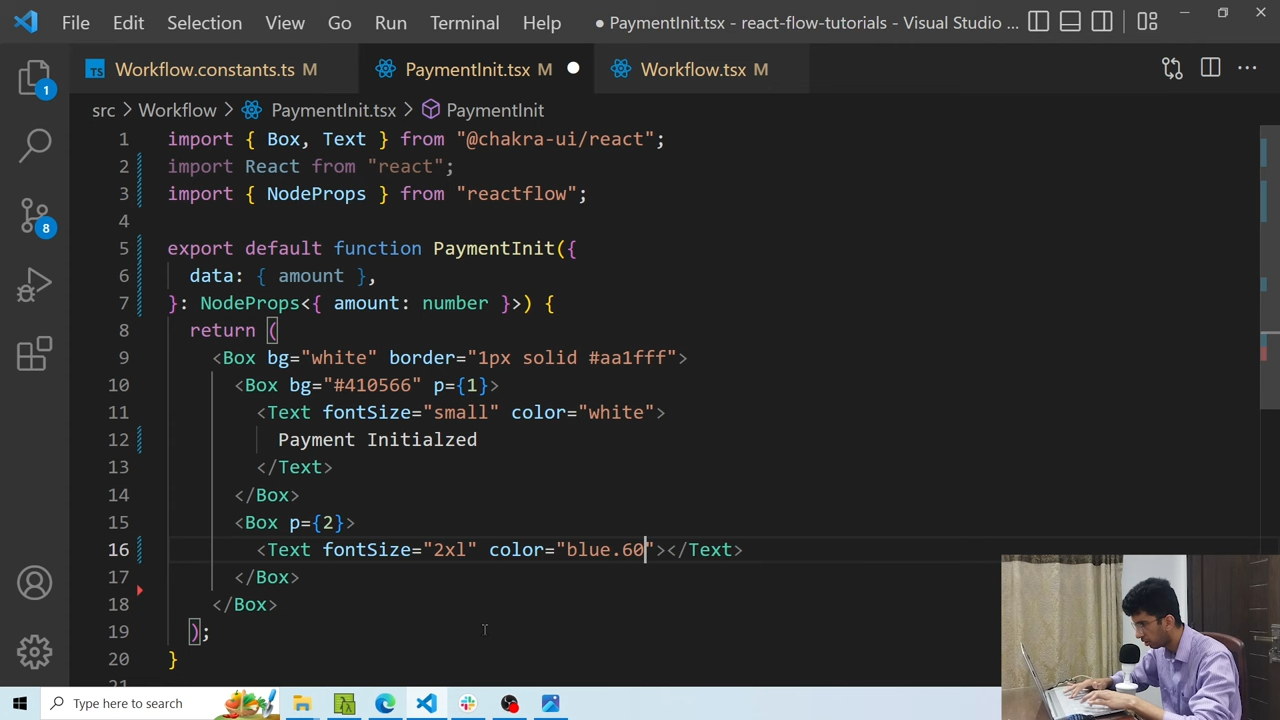 File Edit Selection View Go Run Terminal Help ● PaymentInit.tsx - react-flow-tutorials - Visual Studio ...
TS Workflow.constants.ts M PaymentInit.tsx M Workflow.tsx M
1
src > Workflow > PaymentInit.tsx > PaymentInit
1 import { Box, Text } from "@chakra-ui/react";
2 import React from "react";
3 import { NodeProps } from "reactflow";
4
8
5 export default function PaymentInit({
6 data: { amount },
7 }: NodeProps<{ amount: number }>) {
8 return (
9 <Box bg="white" border="1px solid #aa1fff">
10 <Box bg="#410566" p={1}>
11 <Text fontSize="small" color="white">
12 Payment Initialzed
13 </Text>
14 </Box>
15 <Box p={2}>
16 <Text fontSize="2xl" color="blue.60"></Text>
17 </Box>
18 </Box>
19 );
20 }
21
Type here to search